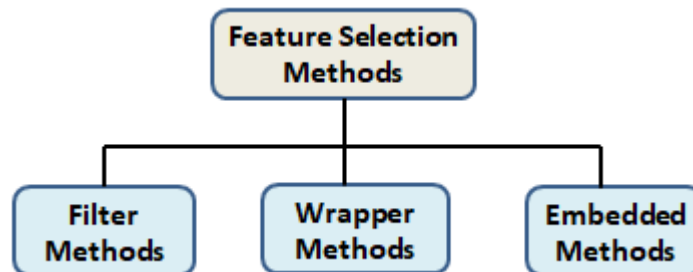 Feature Selection
Methods
Filter
Methods
Wrapper
Methods
Embedded
Methods